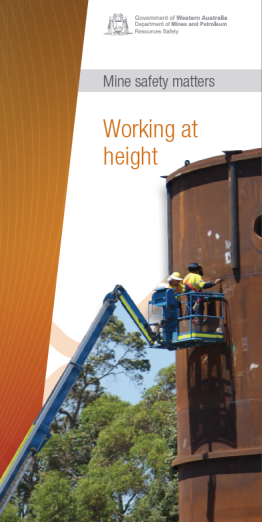 Government of Western Australia
Department of Mines and Petroleum
Resources Safety
Mine safety matters
Working at
height